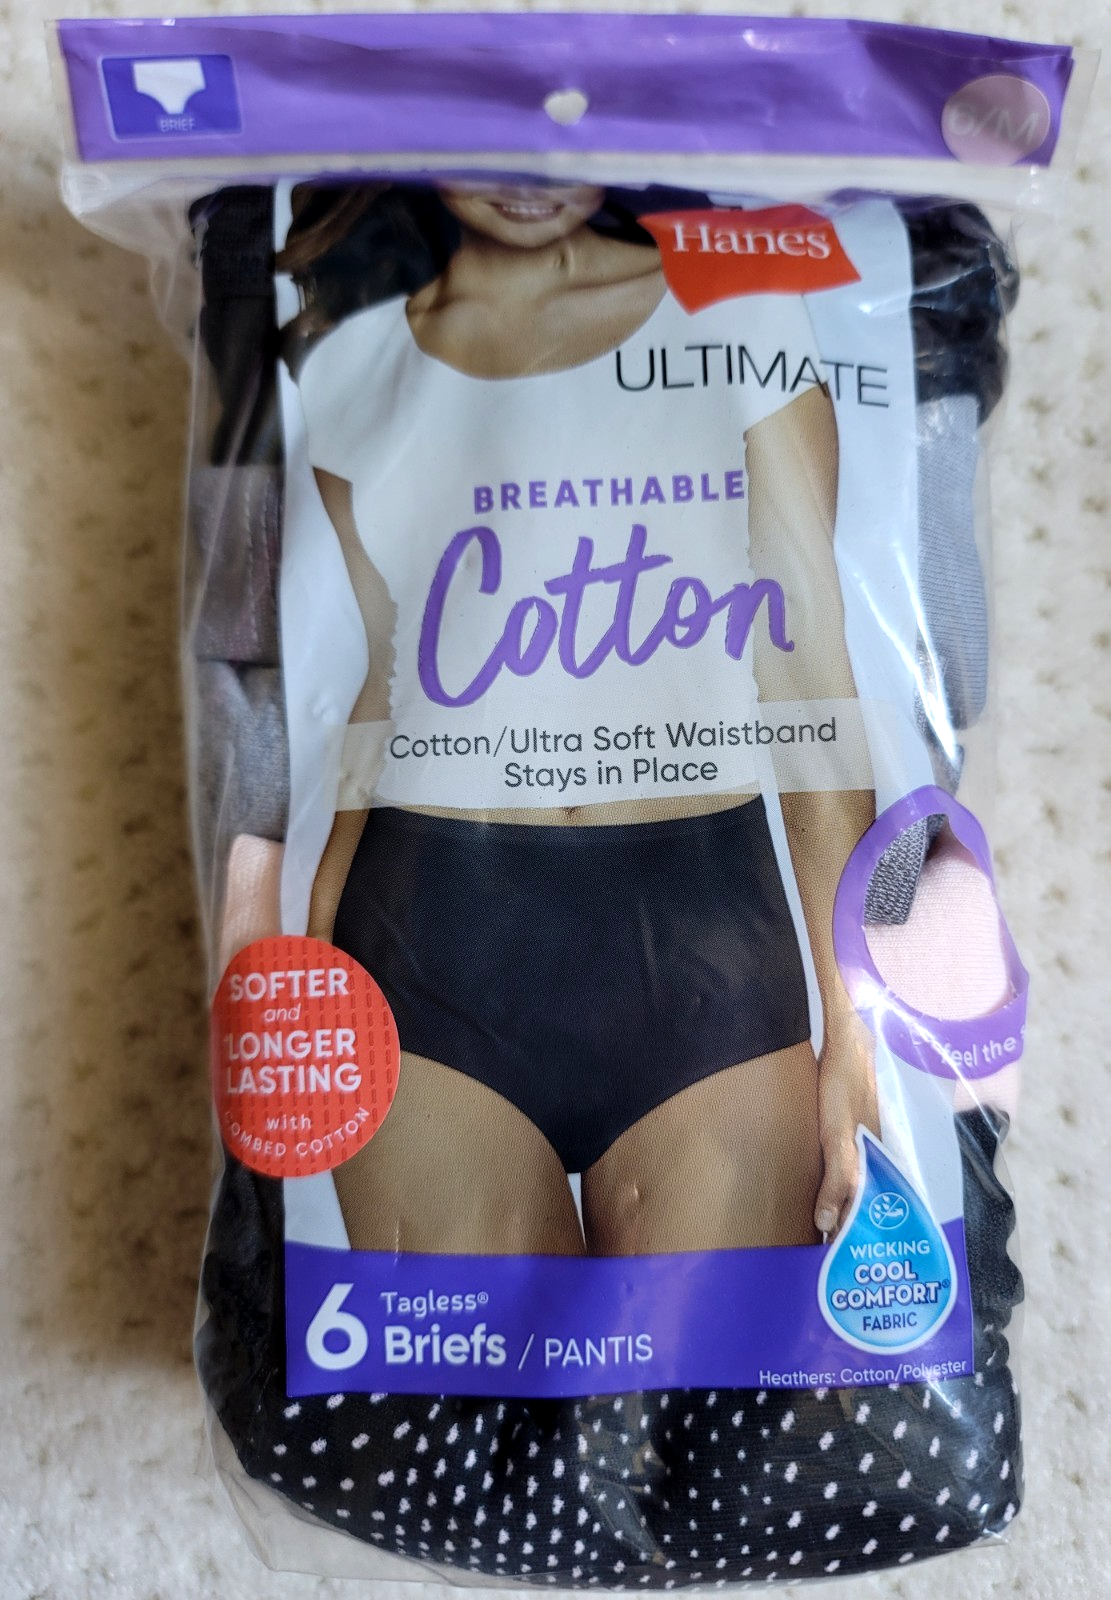 BRIEF
6/M
Hanes
ULTIMATE
BREATHABLE
Cotton
Cotton/Ultra Soft Waistband
Stays in Place
SOFTER
and
LONGER
LASTING
with
COMBED COTTON
feel the
WICKING
COOL
COMFORT®
FABRIC
6 Tagless®
Briefs / PANTIS
Heathers: Cotton/Polyester